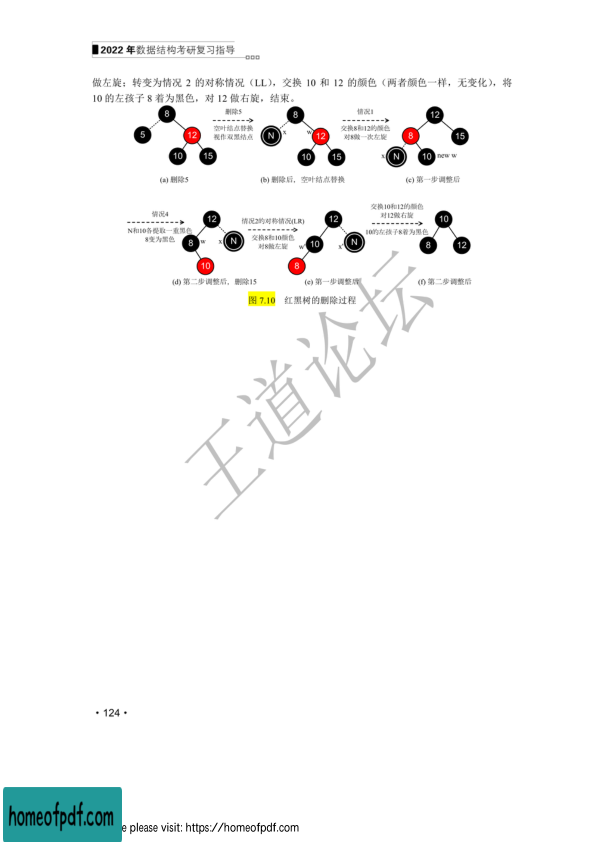 2022 年数据结构考研复习指导
做左旋；转变为情况 2 的对称情况（LL），交换 10 和 12 的颜色（两者颜色一样，无变化），将
10 的左孩子 8 着为黑色，对 12 做右旋，结束。
8
5
12
10
15
(a) 删除5
删除5
空叶结点替换
视作双黑结点
8
N
x
w
12
10
15
(b) 删除后，空叶结点替换
情况1
交换8和12的颜色
对8做一次左旋
12
8
15
x
N
10
new w
(c) 第一步调整后
情况4
N和10各提取一重黑色
8变为黑色
12
8
w
x
N
10
(d) 第二步调整后，删除15
情况2的对称情况(LR)
交换8和10颜色
对8做左旋
12
w
10
x
N
8
(e) 第一步调整后
交换10和12的颜色
对12做右旋
10的左孩子8着为黑色
10
8
12
(f) 第二步调整后
图 7.10 红黑树的删除过程
王道论坛
· 124 ·
homeofpdf.com
e please visit: https://homeofpdf.com